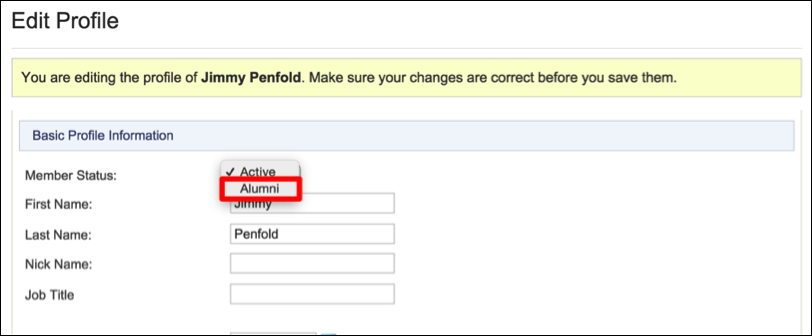 Edit Profile
You are editing the profile of Jimmy Penfold. Make sure your changes are correct before you save them.
Basic Profile Information
Member Status: ✓ Active
Alumni
First Name: Jimmy
Last Name: Penfold
Nick Name:
Job Title